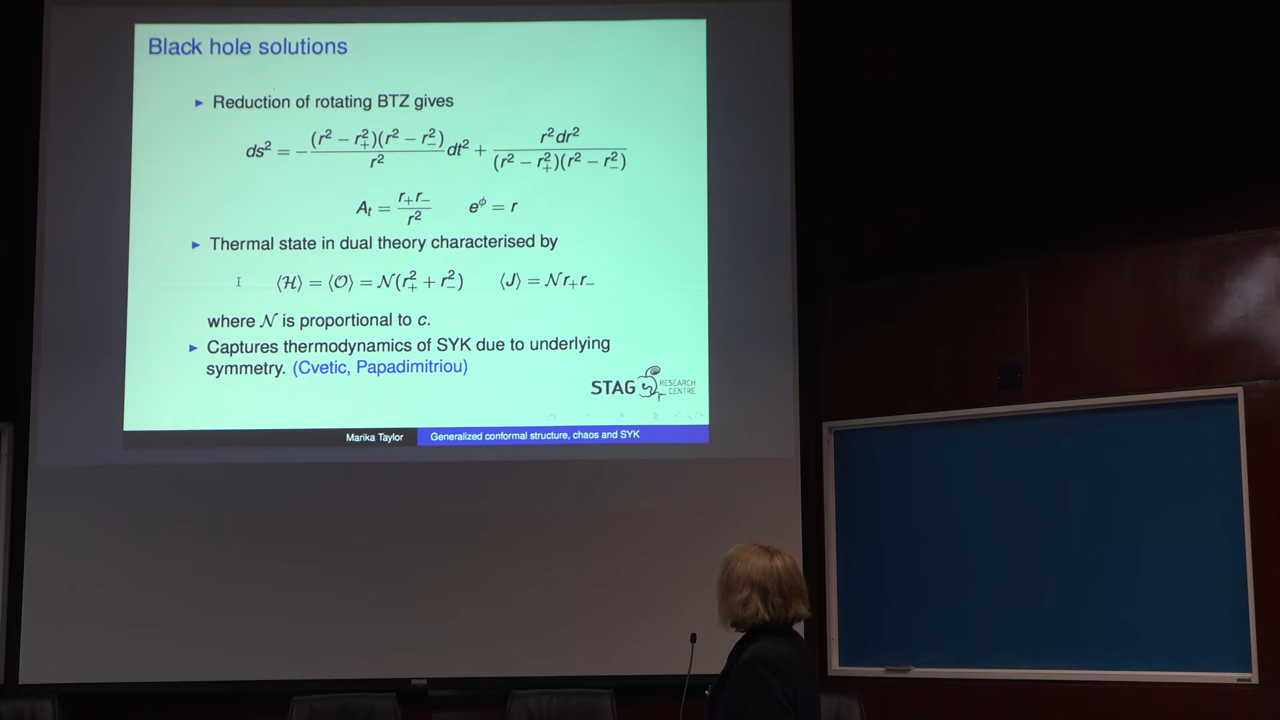 Black hole solutions
► Reduction of rotating BTZ gives
ds² = −(r² − r₊²)(r² − r₋²)/r² dt² + r²dr²/(r² − r₊²)(r² − r₋²)
Aₜ = r₊r₋/r² e^ϕ = r
► Thermal state in dual theory characterised by
⟨ℋ⟩ = ⟨𝒪⟩ = 𝒩(r₊² + r₋²) ⟨J⟩ = 𝒩r₊r₋
where 𝒩 is proportional to c.
► Captures thermodynamics of SYK due to underlying
symmetry. (Cvetic, Papadimitriou)
STAG RESEARCH
CENTRE
Marika Taylor Generalized conformal structure, chaos and SYK